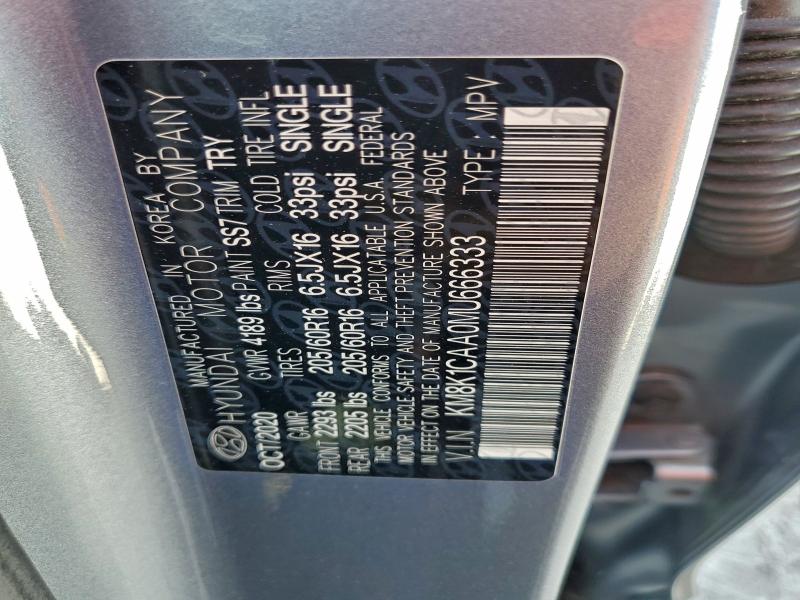 MANUFACTURED IN KOREA BY
HYUNDAI MOTOR COMPANY
OCT/2020 GVWR 4189 lbs PAINT SS7 TRIM TRY
GAWR TIRES RMS COLD TIRE INFL
FRONT 2293 lbs 205/60R16 6.5JX16 33psi SINGLE
REAR 2205 lbs 205/60R16 6.5JX16 33psi SINGLE
THIS VEHICLE CONFORMS TO ALL APPLICATABLE U.S.A FEDERAL
MOTOR VEHICLE SAFETY AND THEFT PREVENTION STANDARDS
IN EFFECT ON THE DATE OF MANUFACTURE SHOWN ABOVE
V.I.N : KM8K1CAA0MU666333 TYPE : MPV